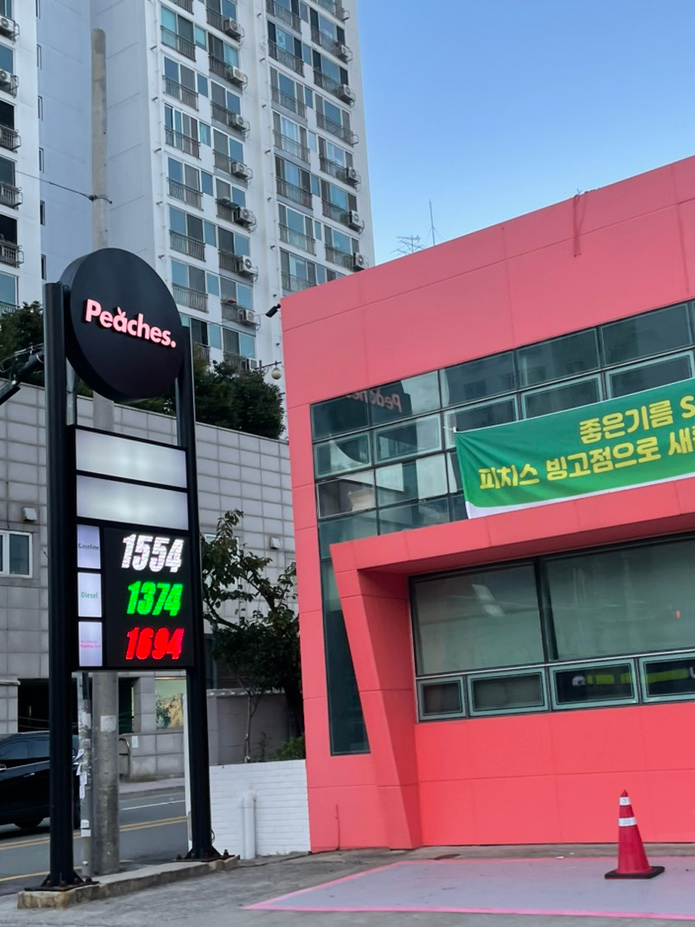 Peaches.
Gasoline 1554
Diesel 1374
1694
좋은기름 S
피치스 빙고점으로 새